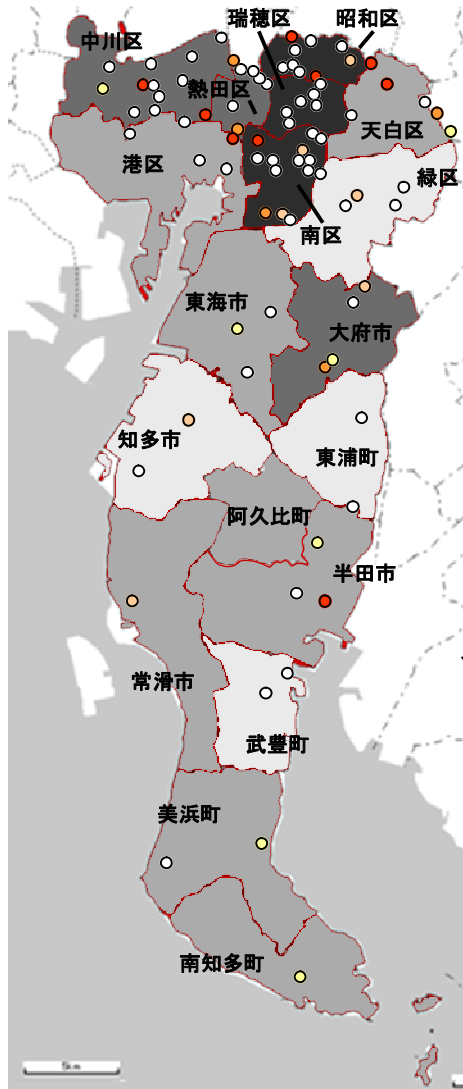 瑞穂区
昭和区
中川区
熱田区
天白区
港区
緑区
南区
東海市
大府市
知多市
東浦町
阿久比町
半田市
常滑市
武豊町
美浜町
南知多町